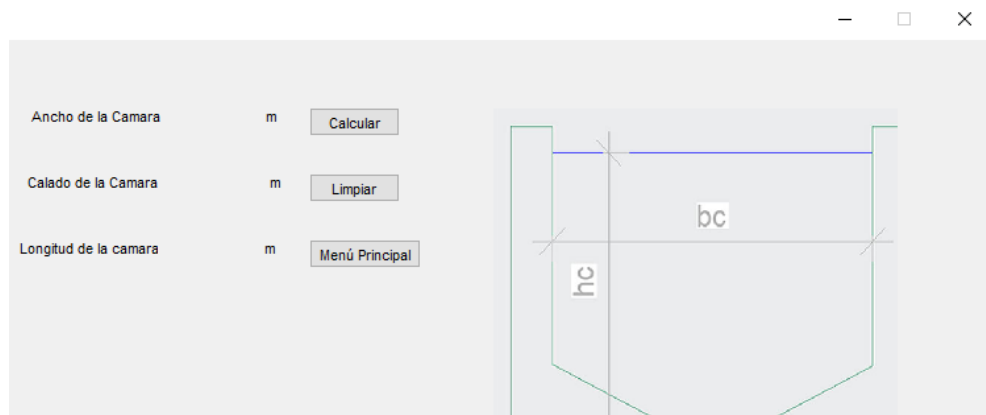 Ancho de la Camara m Calcular
Calado de la Camara m Limpiar
Longitud de la camara m Menú Principal
bc
hc